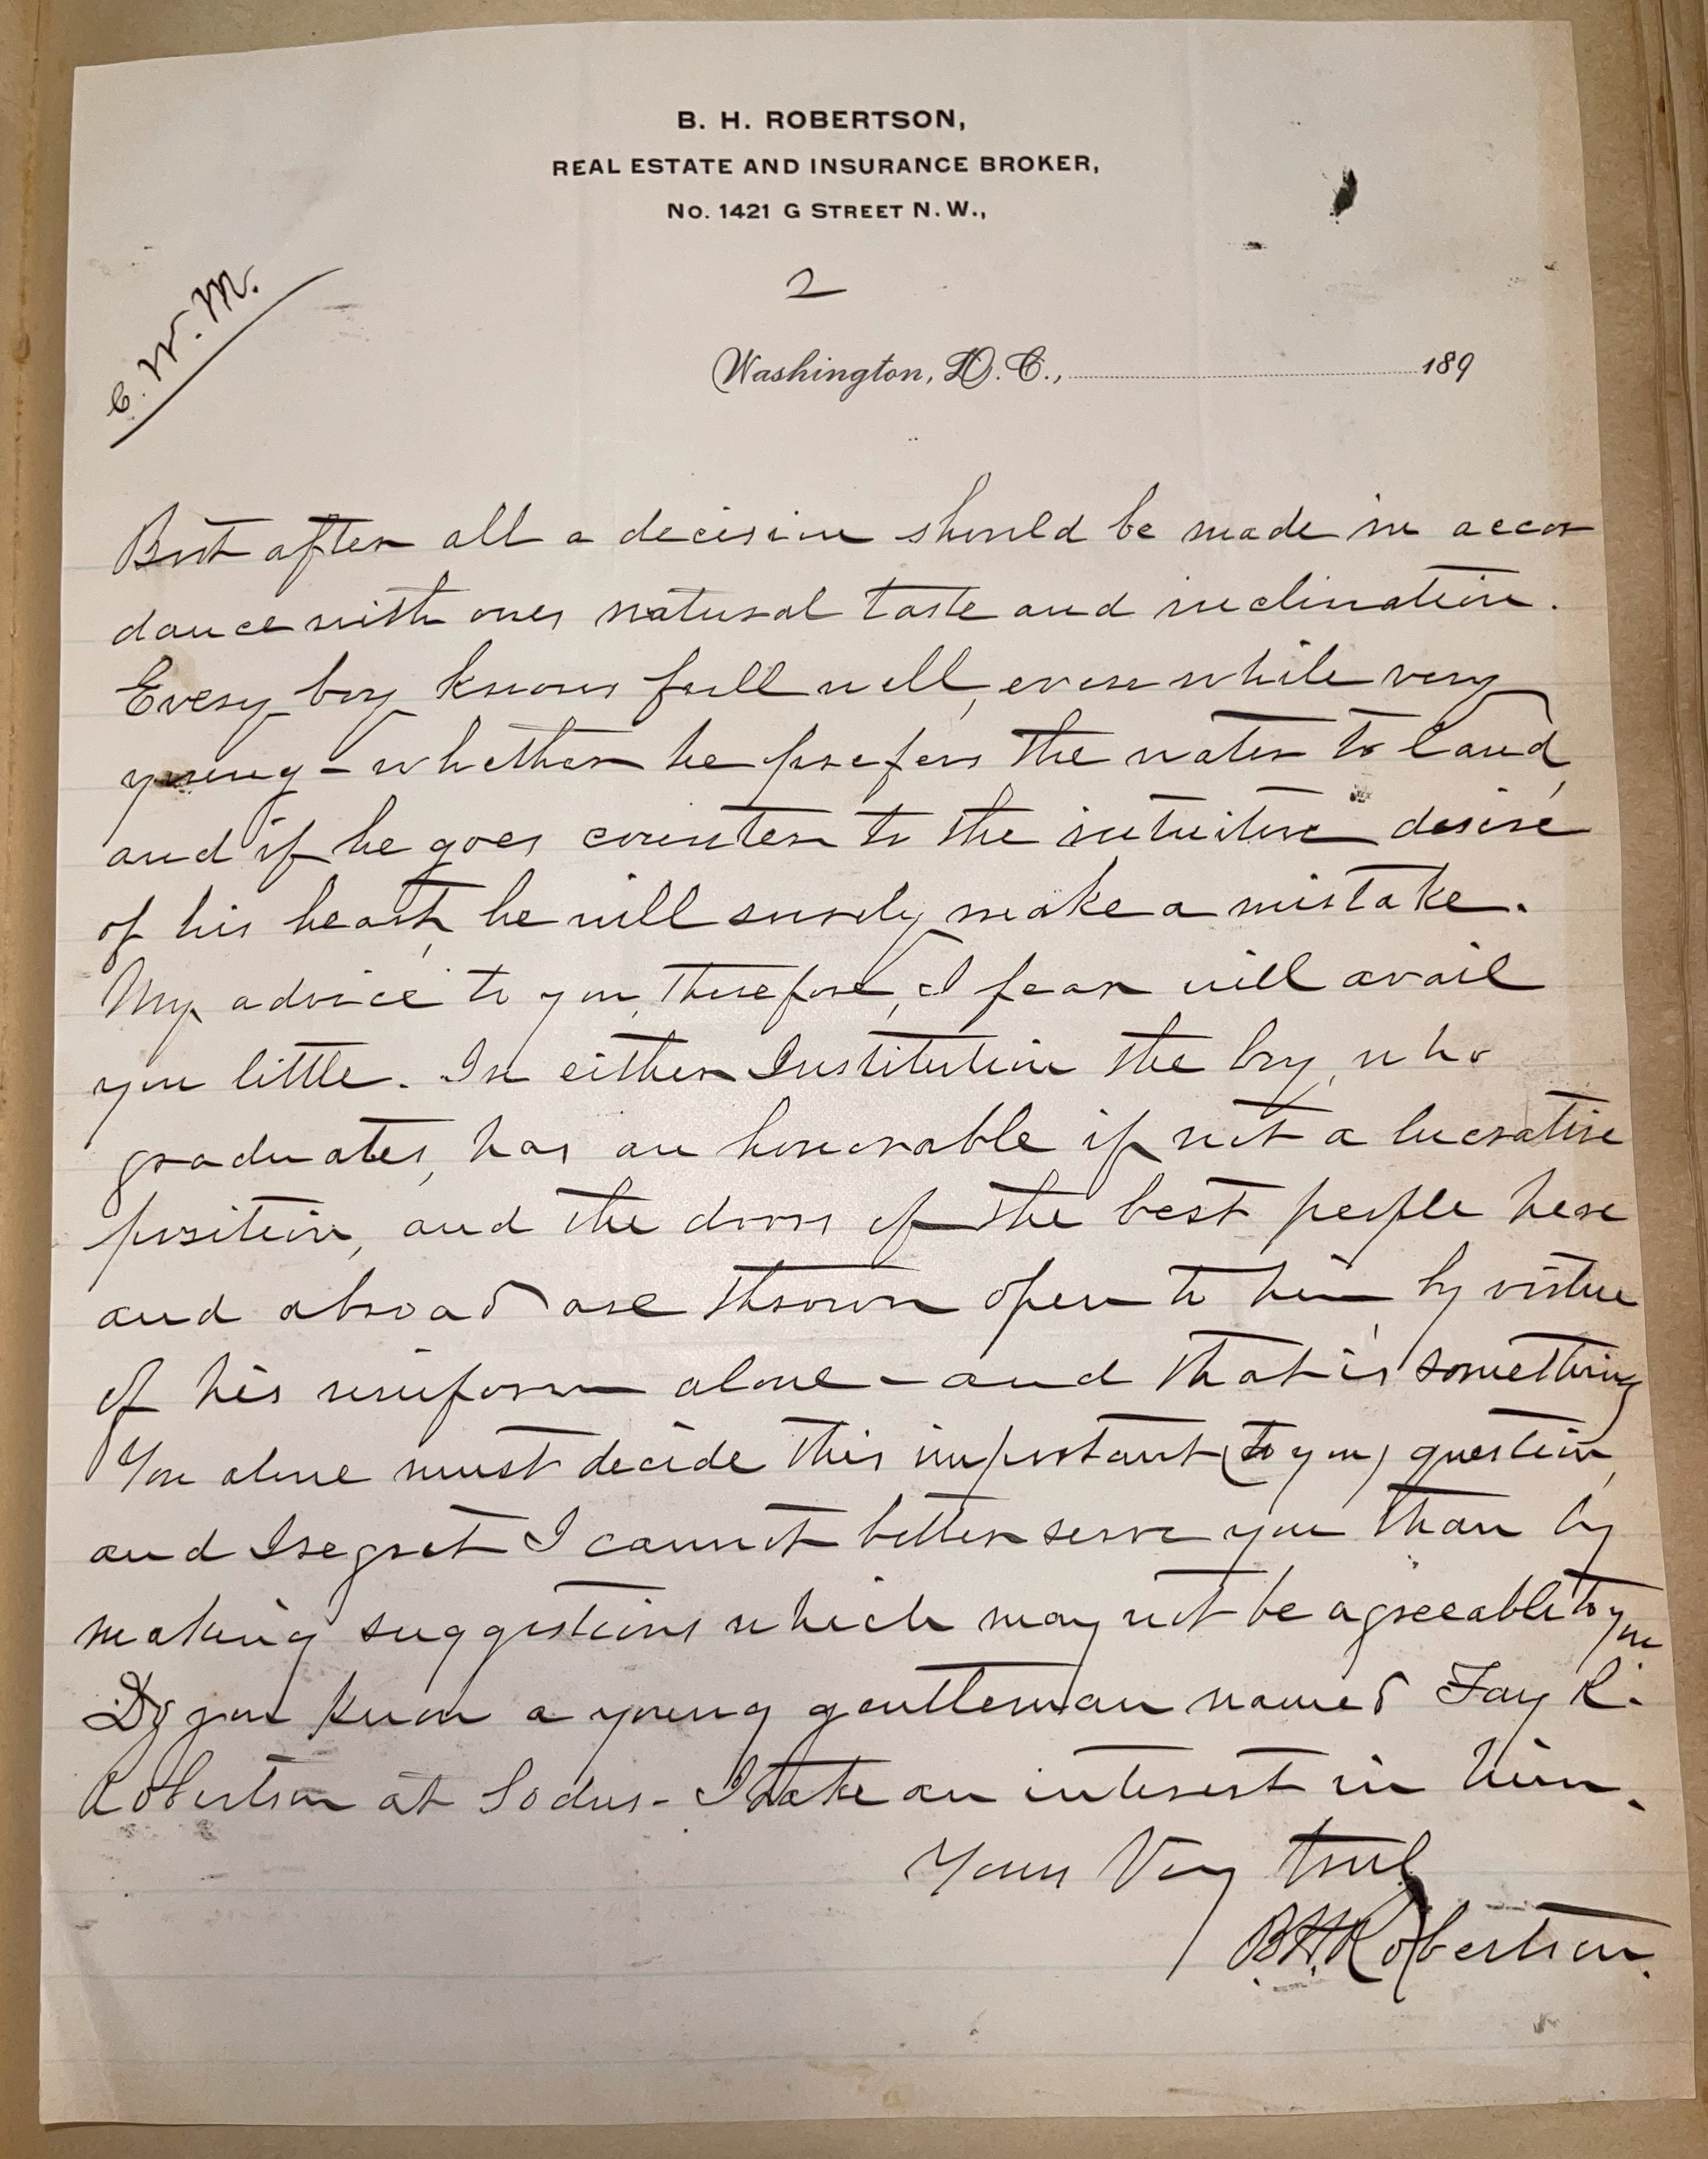 B. H. ROBERTSON,
REAL ESTATE AND INSURANCE BROKER,
No. 1421 G STREET N. W.,
2
C. W. M.
Washington, D. C., 189
But after all a decision should be made in accor
dance with ones natural taste and inclination.
Every boy knows full well, even while very
young - whether he prefers the water to land,
and if he goes counter to the intuitive desire
of his heart, he will surely make a mistake.
My advice to you, therefore, I fear will avail
you little. In either Institution the boy, who
graduates, has an honorable if not a lucrative
position, and the doors of the best people here
and abroad are thrown open to him, by virtue
of his uniform alone - and that is something
You alone must decide this important (to you) question,
and I regret I cannot better serve you than by
making suggestions which may not be agreeable to you
Do you know a young gentleman named Fay R.
Robertson at Sodus - I take an interest in him.
Yours Very truly
B.H. Robertson.